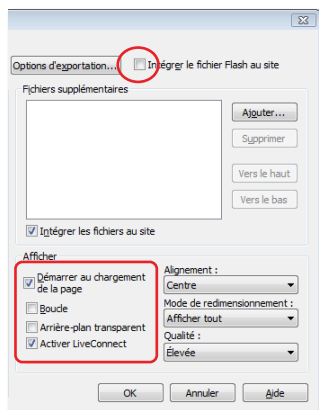 Options d'exportation...
Intégrer le fichier Flash au site
Fichiers supplémentaires
Ajouter...
Supprimer
Vers le haut
Vers le bas
Intégrer les fichiers au site
Afficher
Démarrer au chargement
de la page
Boucle
Arrière-plan transparent
Activer LiveConnect
Alignement :
Centre
Mode de redimensionnement :
Afficher tout
Qualité :
Élevée
OK
Annuler
Aide